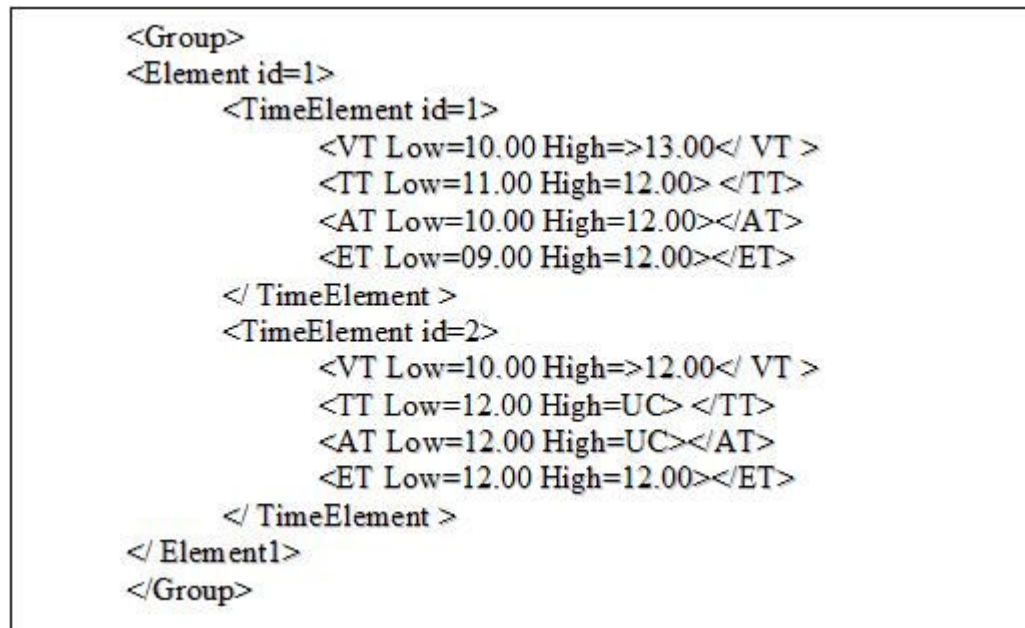 <Group>
<Element id=1>
<TimeElement id=1>
<VT Low=10.00 High=>13.00</ VT >
<TT Low=11.00 High=12.00> </TT>
<AT Low=10.00 High=12.00></AT>
<ET Low=09.00 High=12.00></ET>
</ TimeElement >
<TimeElement id=2>
<VT Low=10.00 High=>12.00</ VT >
<TT Low=12.00 High=UC> </TT>
<AT Low=12.00 High=UC></AT>
<ET Low=12.00 High=12.00></ET>
</ TimeElement >
</ Element1>
</Group>